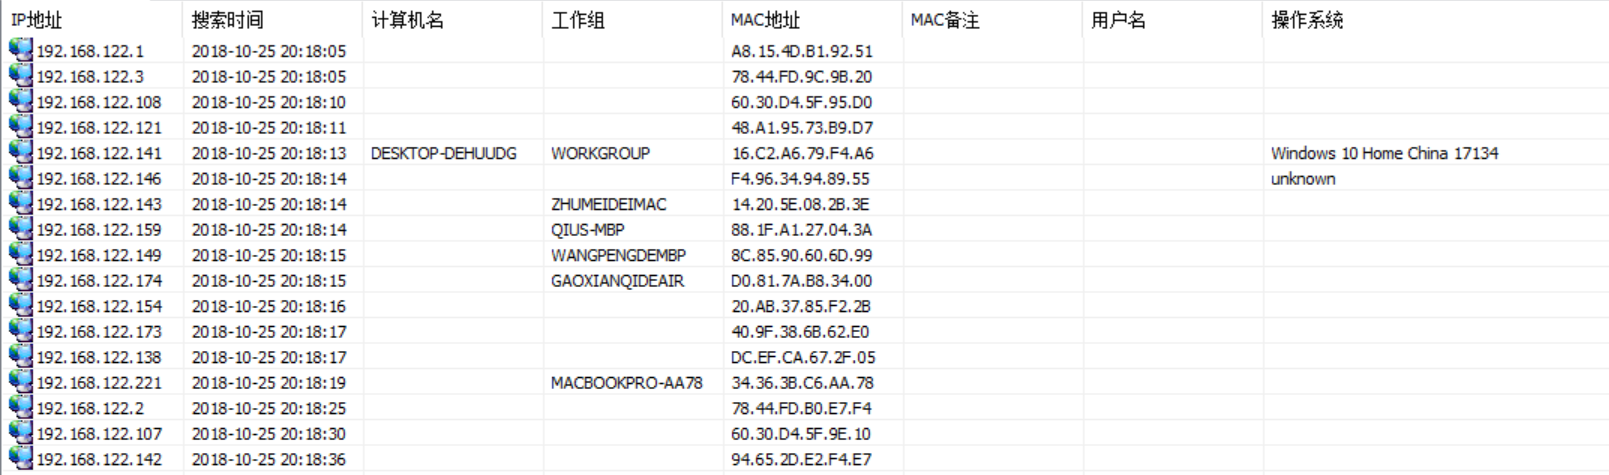 IP地址 搜索时间 计算机名 工作组 MAC地址 MAC备注 用户名 操作系统
192.168.122.1 2018-10-25 20:18:05 A8.15.4D.B1.92.51
192.168.122.3 2018-10-25 20:18:05 78.44.FD.9C.9B.20
192.168.122.108 2018-10-25 20:18:10 60.30.D4.5F.95.D0
192.168.122.121 2018-10-25 20:18:11 48.A1.95.73.B9.D7
192.168.122.141 2018-10-25 20:18:13 DESKTOP-DEHUUDG WORKGROUP 16.C2.A6.79.F4.A6 Windows 10 Home China 17134
192.168.122.146 2018-10-25 20:18:14 F4.96.34.94.89.55 unknown
192.168.122.143 2018-10-25 20:18:14 ZHUMEIDEIMAC 14.20.5E.08.2B.3E
192.168.122.159 2018-10-25 20:18:14 QIUS-MBP 88.1F.A1.27.04.3A
192.168.122.149 2018-10-25 20:18:15 WANGPENGDEMBP 8C.85.90.60.6D.99
192.168.122.174 2018-10-25 20:18:15 GAOXIANQIDEAIR D0.81.7A.B8.34.00
192.168.122.154 2018-10-25 20:18:16 20.AB.37.85.F2.2B
192.168.122.173 2018-10-25 20:18:17 40.9F.38.6B.62.E0
192.168.122.138 2018-10-25 20:18:17 DC.EF.CA.67.2F.05
192.168.122.221 2018-10-25 20:18:19 MACBOOKPRO-AA78 34.36.3B.C6.AA.78
192.168.122.2 2018-10-25 20:18:25 78.44.FD.B0.E7.F4
192.168.122.107 2018-10-25 20:18:30 60.30.D4.5F.9E.10
192.168.122.142 2018-10-25 20:18:36 94.65.2D.E2.F4.E7